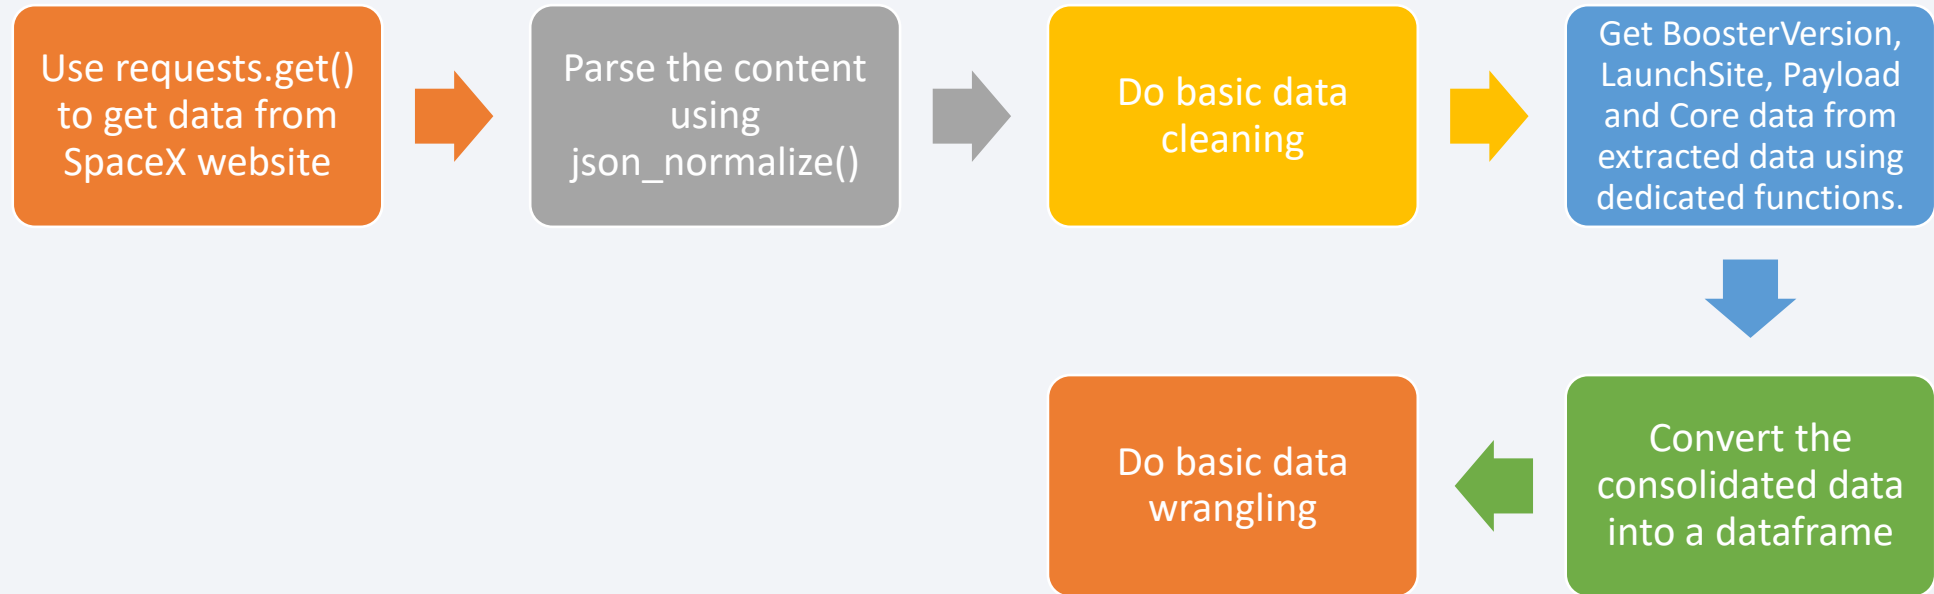 Use requests.get()
to get data from
SpaceX website
Parse the content
using
json_normalize()
Do basic data
cleaning
Get BoosterVersion,
LaunchSite, Payload
and Core data from
extracted data using
dedicated functions.
Convert the
consolidated data
into a dataframe
Do basic data
wrangling